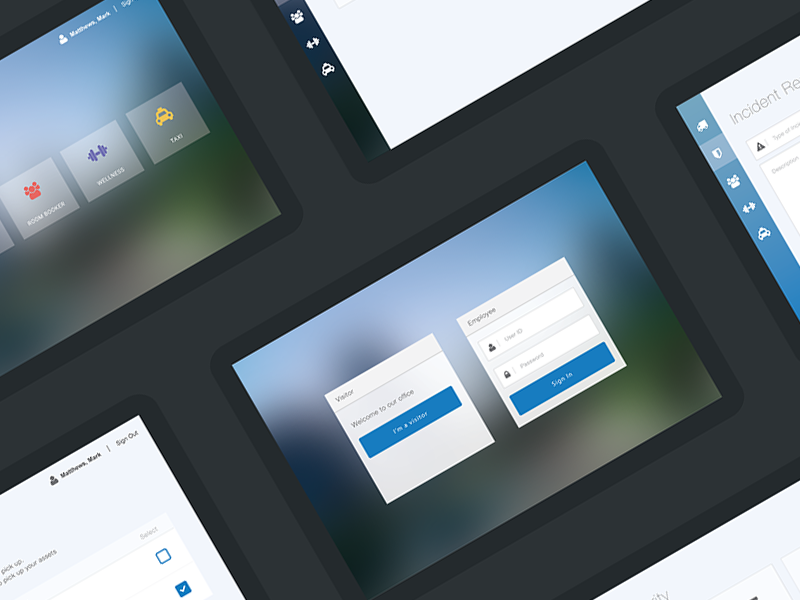 Matthews, Mark | Sign
ROOM BOOKER
WELLNESS
TAXI
Incident Re
Type of inci
Description
Visitor
Welcome to our office
I'm a visitor
Employee
User ID
Password
Sign In
Matthews, Mark | Sign Out
Select
pick up.
pick up your assets